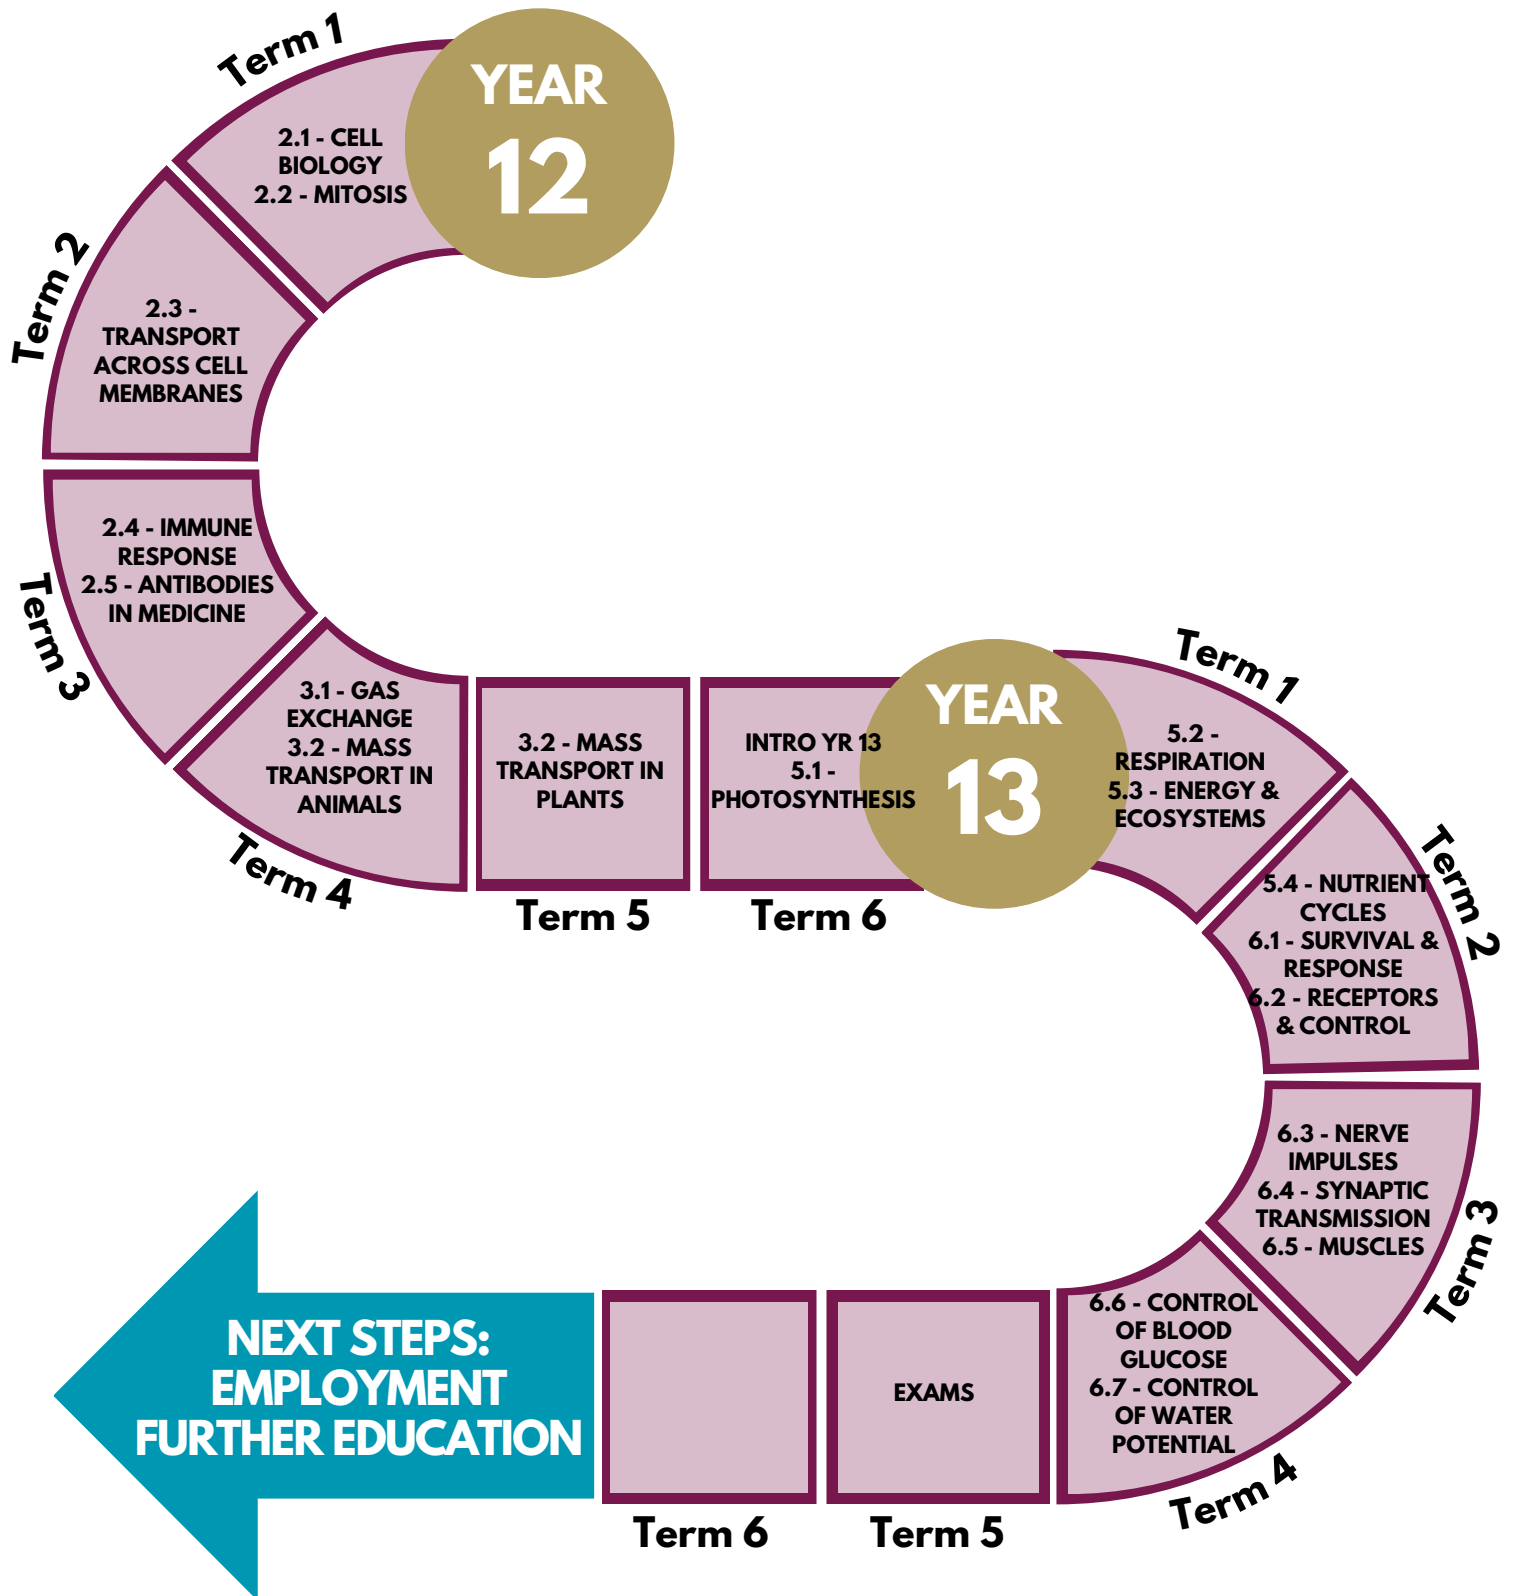 YEAR
12
Term 1
2.1 - CELL
BIOLOGY
2.2 - MITOSIS
Term 2
2.3 -
TRANSPORT
ACROSS CELL
MEMBRANES
Term 3
2.4 - IMMUNE
RESPONSE
2.5 - ANTIBODIES
IN MEDICINE
Term 4
3.1 - GAS
EXCHANGE
3.2 - MASS
TRANSPORT IN
ANIMALS
3.2 - MASS
TRANSPORT IN
PLANTS
Term 5
INTRO YR 13
5.1 -
PHOTOSYNTHESIS
Term 6
YEAR
13
Term 1
5.2 -
RESPIRATION
5.3 - ENERGY &
ECOSYSTEMS
Term 2
5.4 - NUTRIENT
CYCLES
6.1 - SURVIVAL &
RESPONSE
6.2 - RECEPTORS
& CONTROL
Term 3
6.3 - NERVE
IMPULSES
6.4 - SYNAPTIC
TRANSMISSION
6.5 - MUSCLES
Term 4
6.6 - CONTROL
OF BLOOD
GLUCOSE
6.7 - CONTROL
OF WATER
POTENTIAL
EXAMS
Term 5
Term 6
NEXT STEPS:
EMPLOYMENT
FURTHER EDUCATION